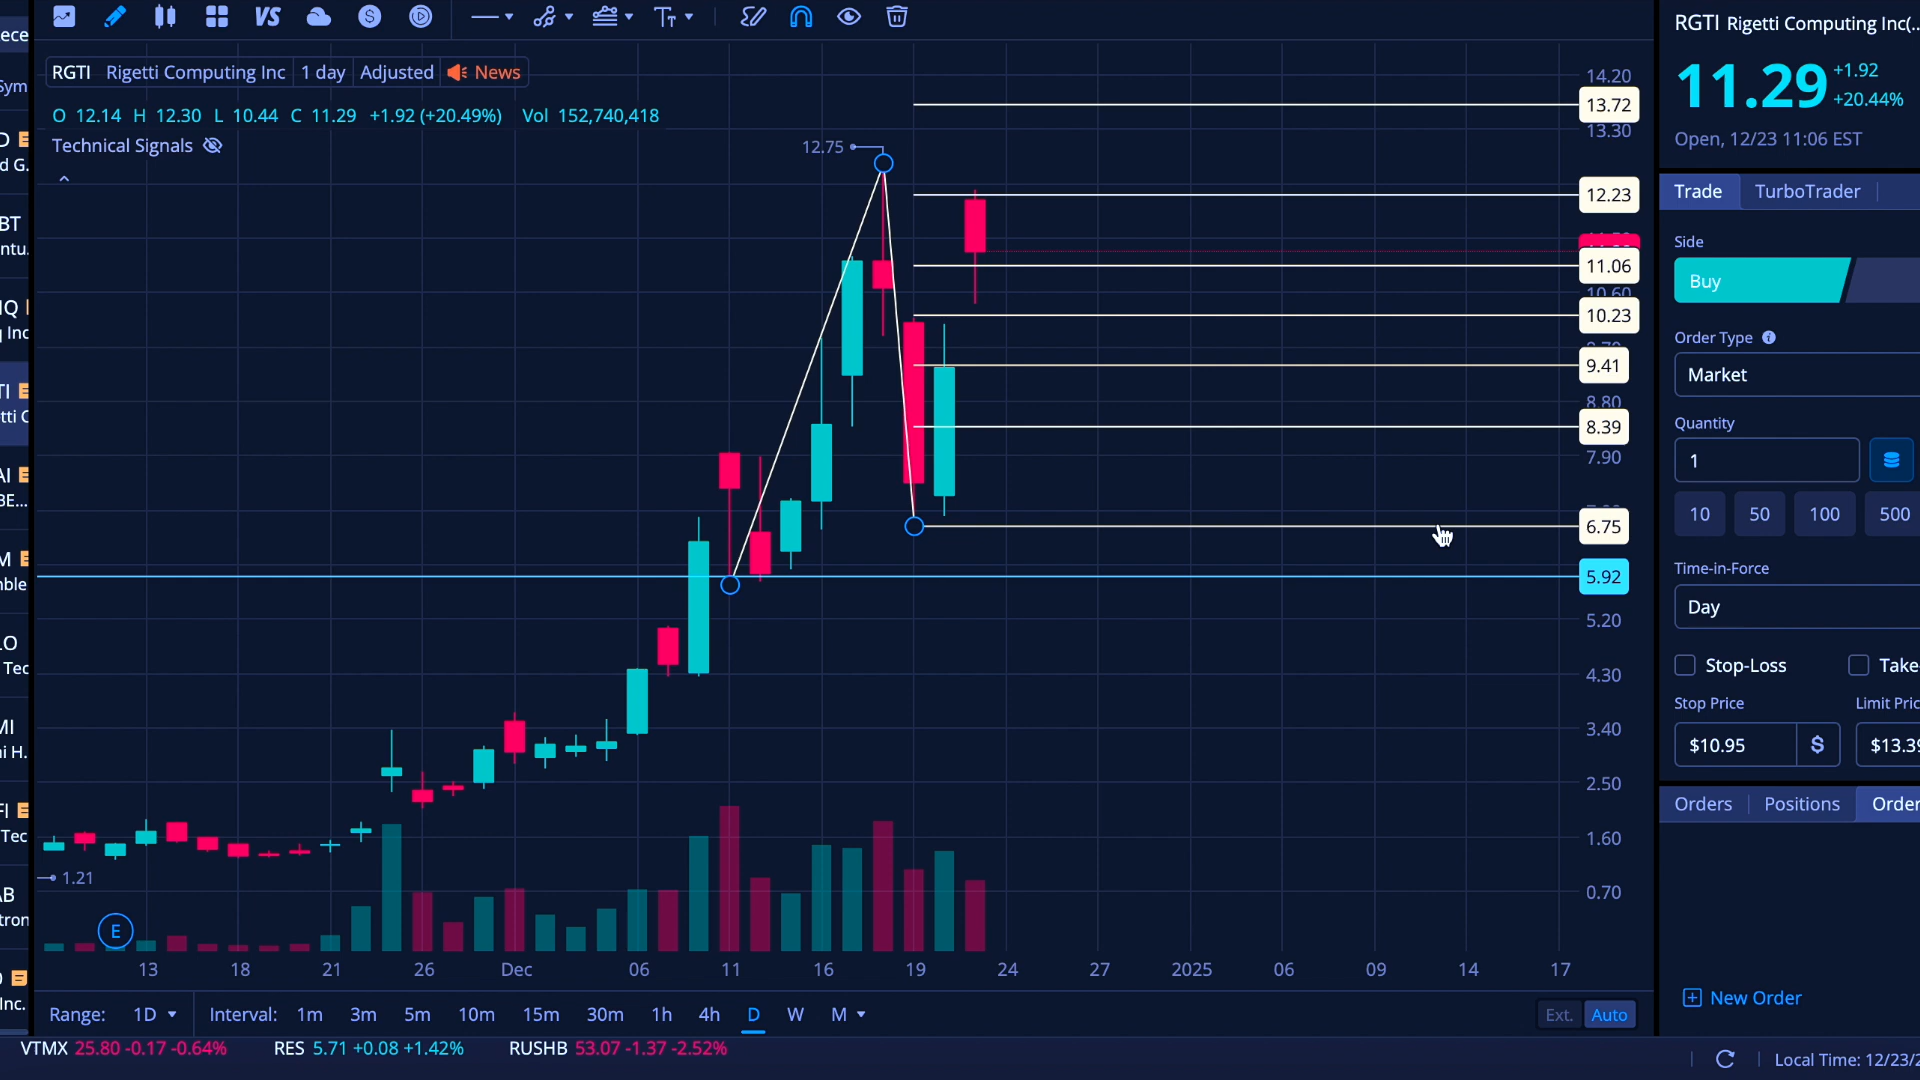 VS
RGTI Rigetti Computing Inc(..
RGTI Rigetti Computing Inc 1 day Adjusted News
O 12.14 H 12.30 L 10.44 C 11.29 +1.92 (+20.49%) Vol 152,740,418
Technical Signals
12.75
1.21
E
14.20
13.72
13.30
12.23
11.06
10.60
10.23
9.41
8.80
8.39
7.90
6.75
5.92
5.20
4.30
3.40
2.50
1.60
0.70
13 18 21 26 Dec 06 11 16 19 24 27 2025 06 09 14 17
Range: 1D Interval: 1m 3m 5m 10m 15m 30m 1h 4h D W M Ext. Auto
VTMX 25.80 -0.17 -0.64% RES 5.71 +0.08 +1.42% RUSHB 53.07 -1.37 -2.52%
11.29 +1.92
+20.44%
Open, 12/23 11:06 EST
Trade TurboTrader
Side
Buy
Order Type
Market
Quantity
1
10 50 100 500
Time-in-Force
Day
Stop-Loss Take-
Stop Price Limit Pric
$10.95 $ $13.39
Orders Positions Order
New Order
Local Time: 12/23/2